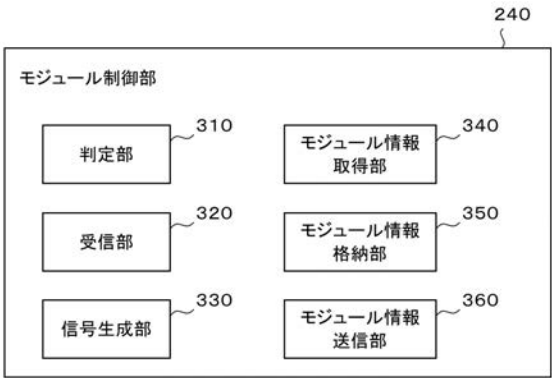 240
モジュール制御部
310
判定部
340
モジュール情報
取得部
320
受信部
350
モジュール情報
格納部
330
信号生成部
360
モジュール情報
送信部